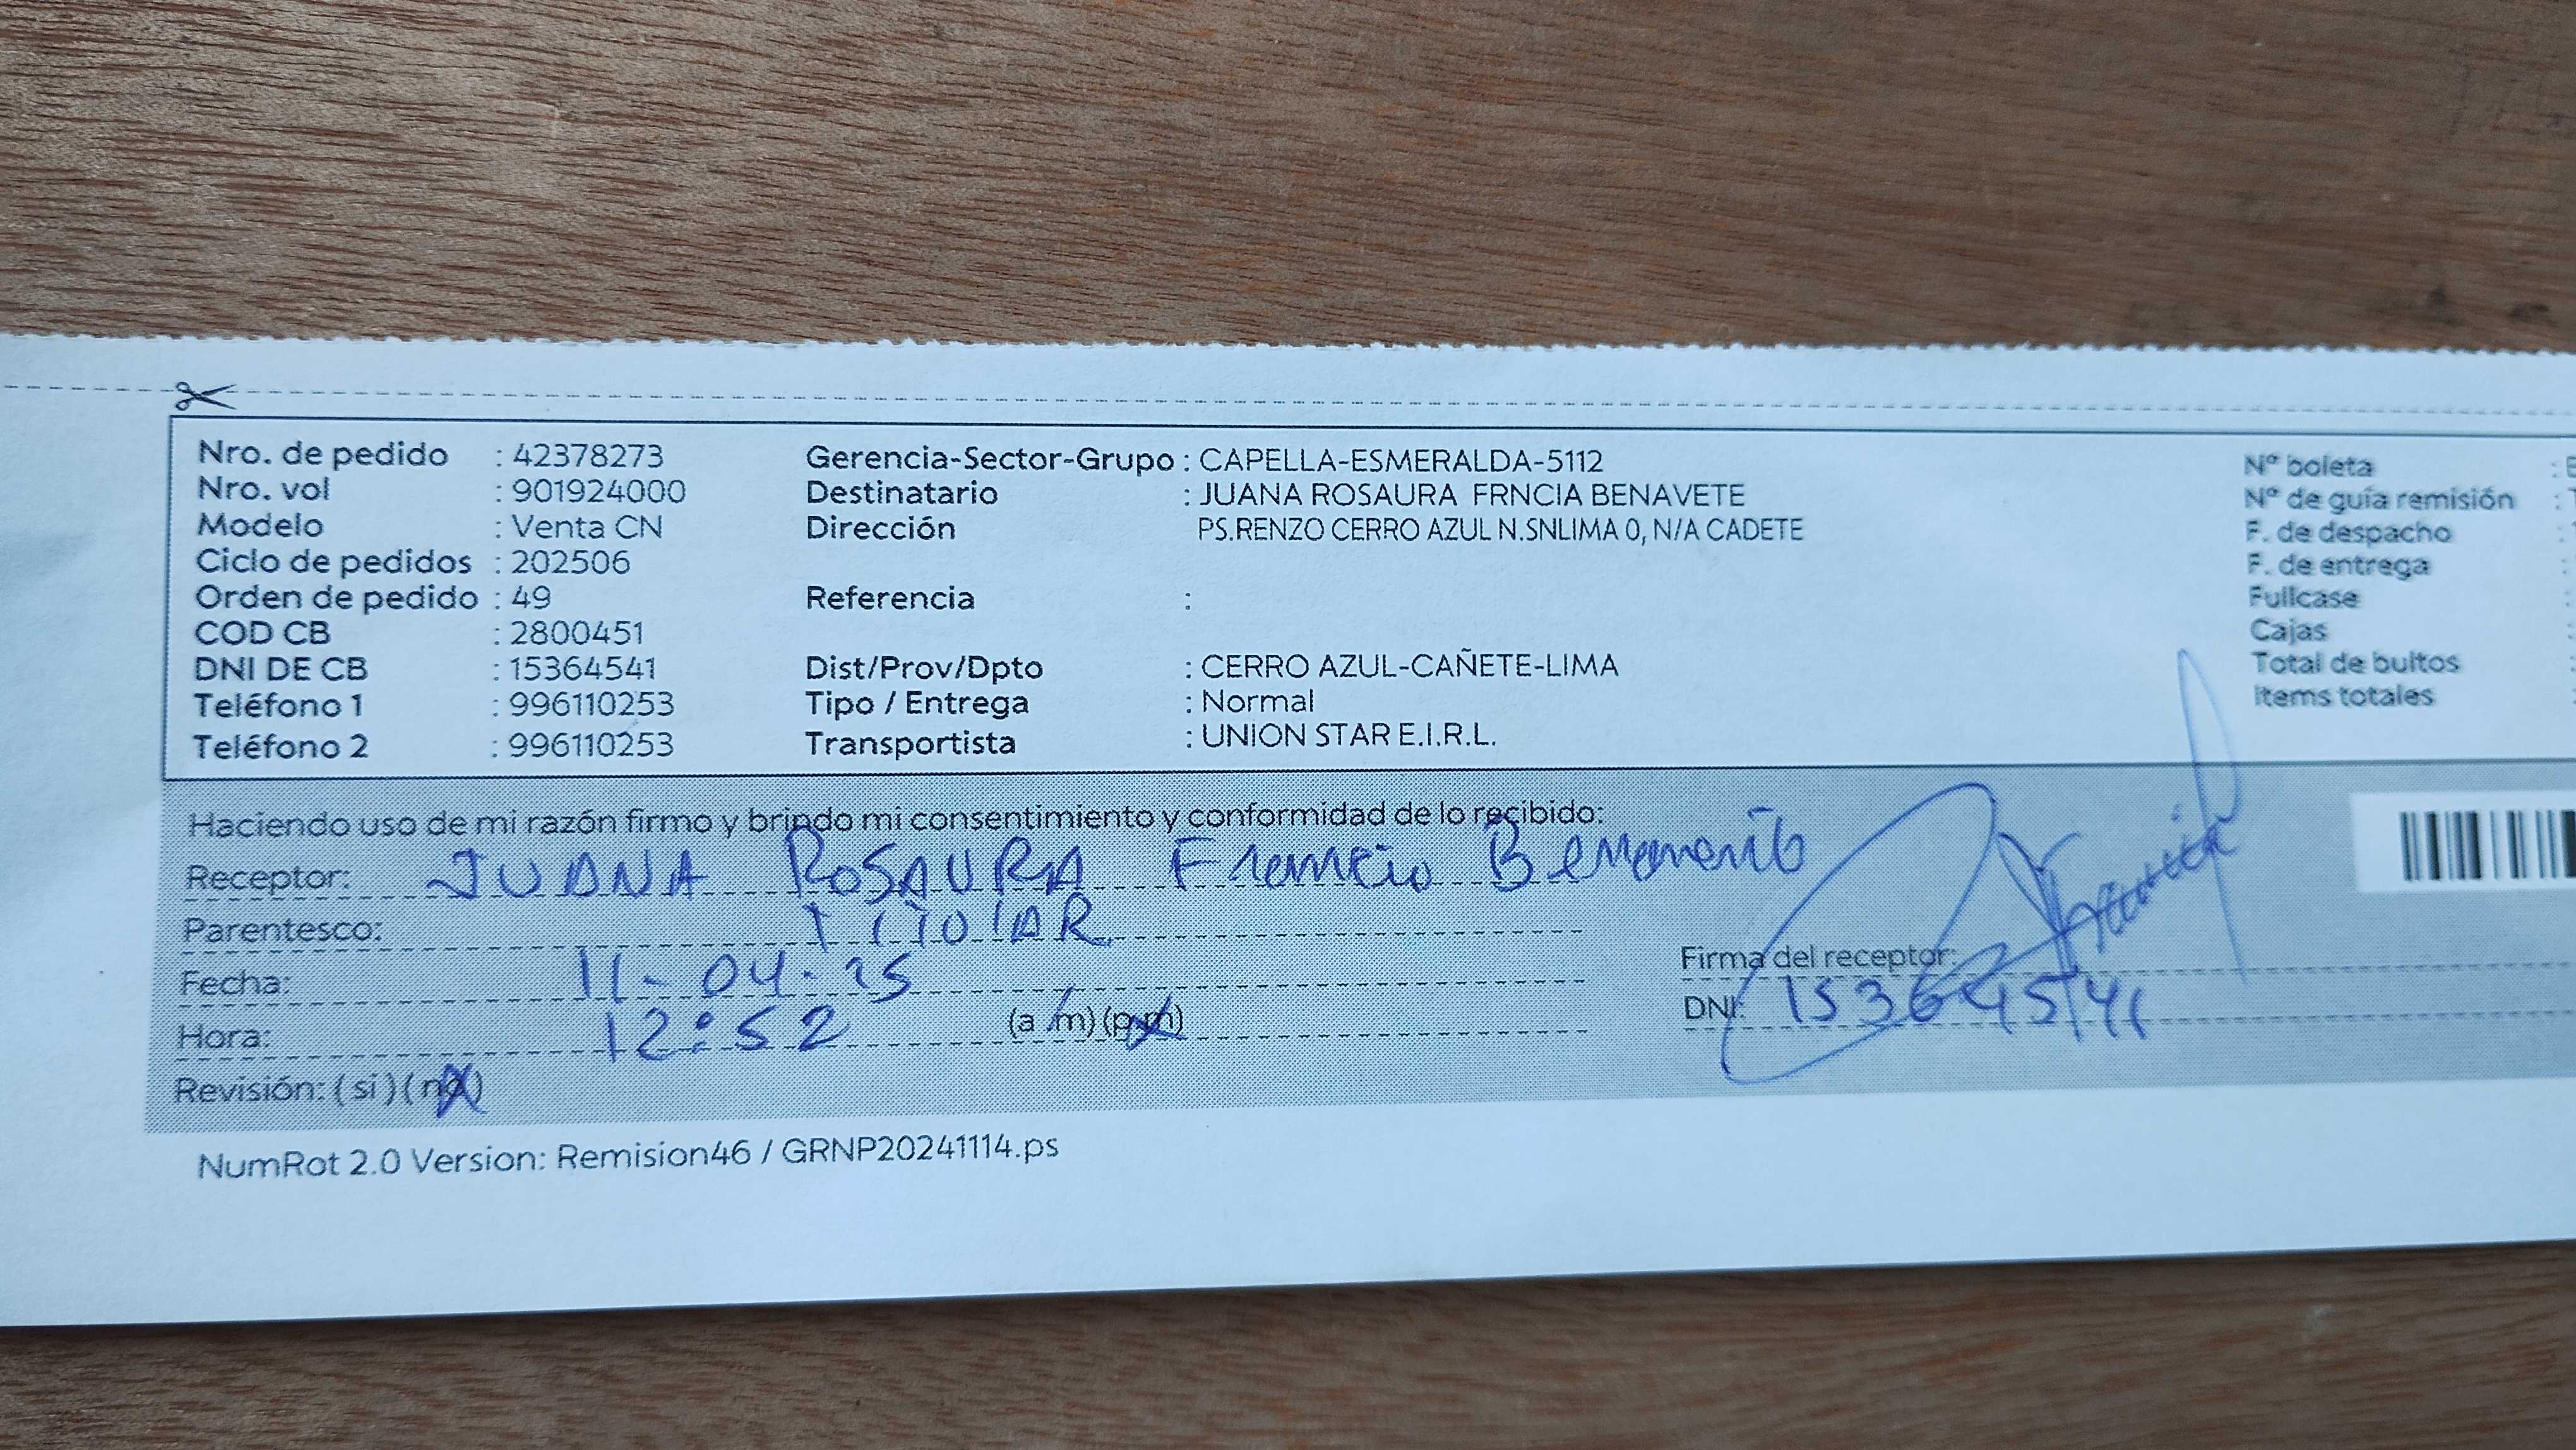 Nro. de pedido : 42378273
Nro. vol : 901924000
Modelo : Venta CN
Ciclo de pedidos : 202506
Orden de pedido : 49
COD CB : 2800451
DNI DE CB : 15364541
Teléfono 1 : 996110253
Teléfono 2 : 996110253
Gerencia-Sector-Grupo : CAPELLA-ESMERALDA-5112
Destinatario : JUANA ROSAURA FRNCIA BENAVETE
Dirección PS.RENZO CERRO AZUL N.SNLIMA 0, N/A CADETE
Referencia :
Dist/Prov/Dpto : CERRO AZUL-CAÑETE-LIMA
Tipo / Entrega : Normal
Transportista : UNION STAR E.I.R.L.
Nº boleta :
Nº de guía remisión :
F. de despacho :
F. de entrega :
Fullcase :
Cajas :
Total de bultos :
Items totales :
Haciendo uso de mi razón firmo y brindo mi consentimiento y conformidad de lo recibido:
Receptor: JUANA ROSAURA
Parentesco: TITULAR
Fecha: 11-04-25
Hora: 12:52 (a m) (p m)
Revisión: ( si ) ( no )
Firma del receptor:
DNI: 15364541
NumRot 2.0 Version: Remision46 / GRNP20241114.ps